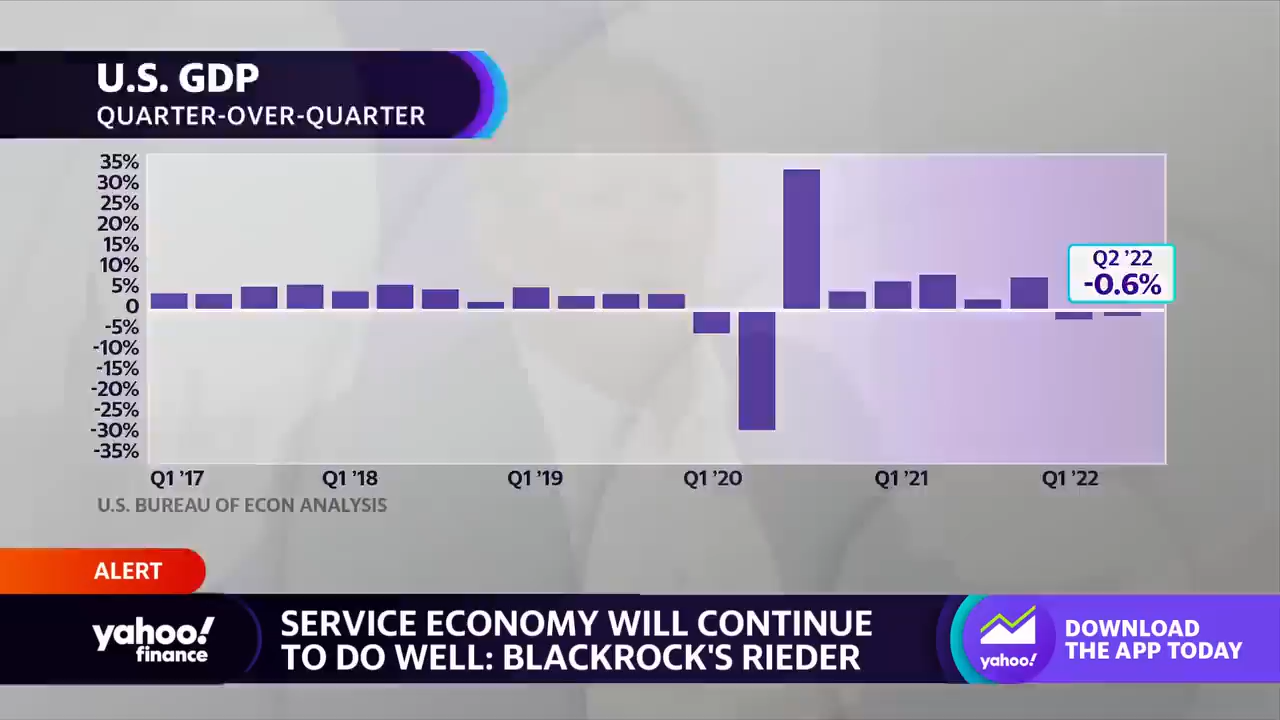 U.S. GDP
QUARTER-OVER-QUARTER
35%
30%
25%
20%
15%
10%
5%
0
-5%
-10%
-15%
-20%
-25%
-30%
-35%
Q2 ’22
-0.6%
Q1 ’17 Q1 ’18 Q1 ’19 Q1 ’20 Q1 ’21 Q1 ’22
U.S. BUREAU OF ECON ANALYSIS
ALERT
yahoo!
finance
SERVICE ECONOMY WILL CONTINUE
TO DO WELL: BLACKROCK'S RIEDER
yahoo!
DOWNLOAD
THE APP TODAY